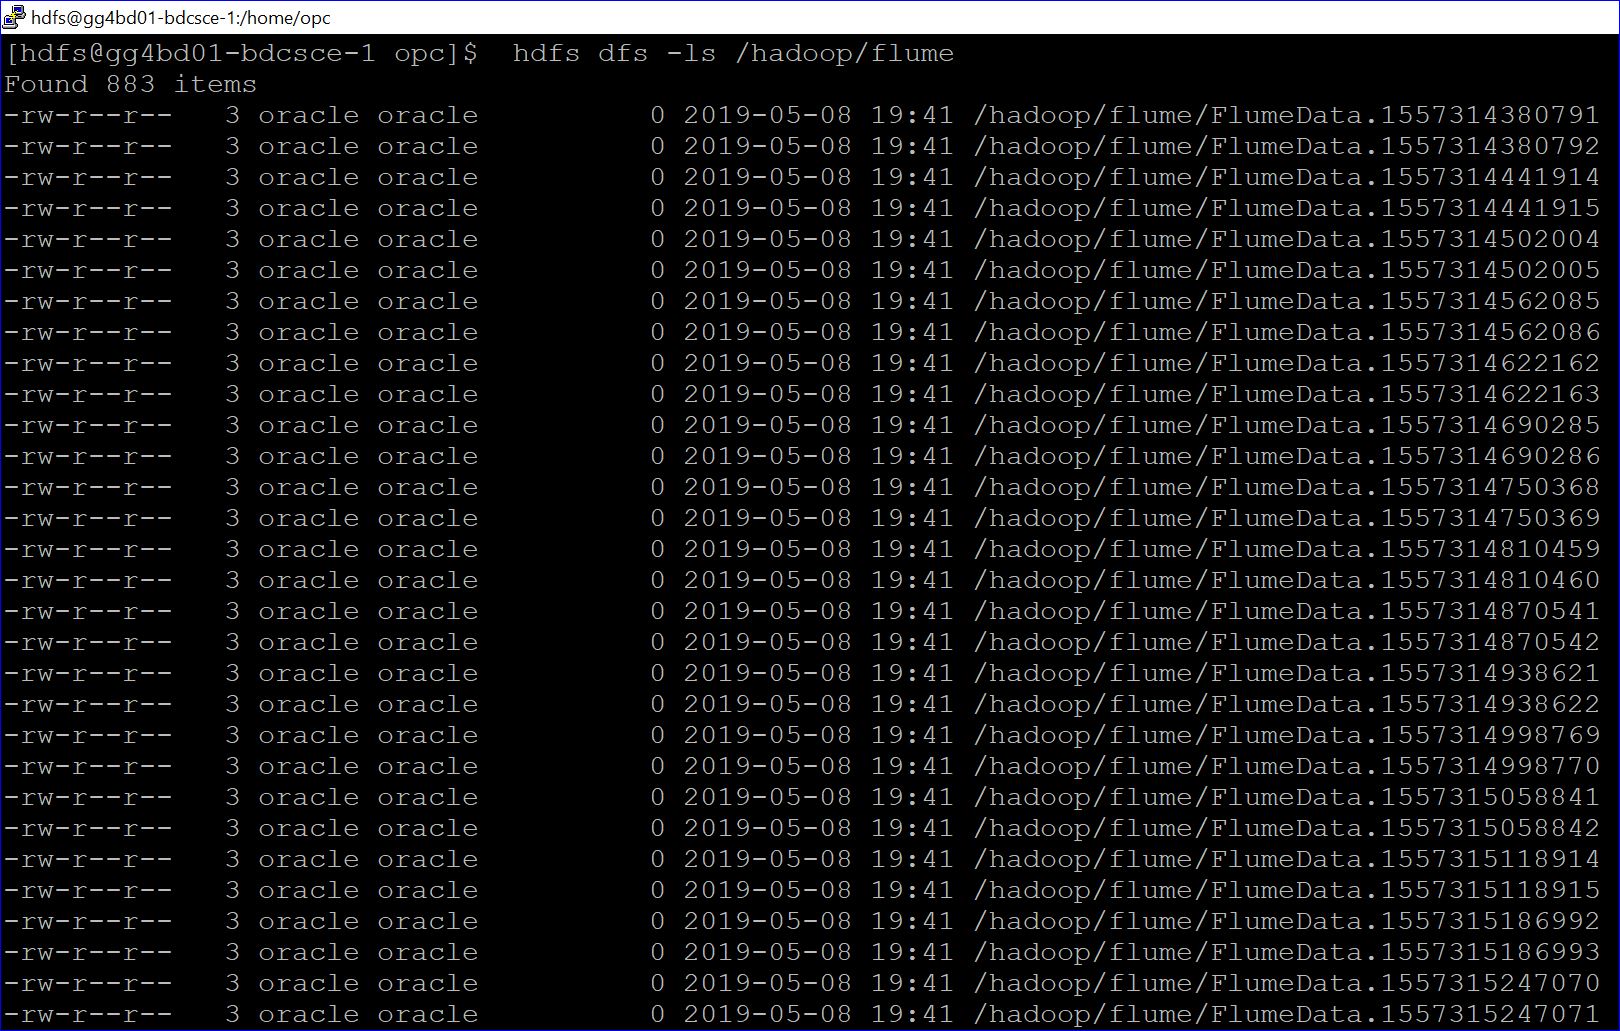 hdfs@gg4bd01-bdcsce-1:/home/opc
[hdfs@gg4bd01-bdcsce-1 opc]$  hdfs dfs -ls /hadoop/flume
Found 883 items
-rw-r--r--   3 oracle oracle          0 2019-05-08 19:41 /hadoop/flume/FlumeData.1557314380791
-rw-r--r--   3 oracle oracle          0 2019-05-08 19:41 /hadoop/flume/FlumeData.1557314380792
-rw-r--r--   3 oracle oracle          0 2019-05-08 19:41 /hadoop/flume/FlumeData.1557314441914
-rw-r--r--   3 oracle oracle          0 2019-05-08 19:41 /hadoop/flume/FlumeData.1557314441915
-rw-r--r--   3 oracle oracle          0 2019-05-08 19:41 /hadoop/flume/FlumeData.1557314502004
-rw-r--r--   3 oracle oracle          0 2019-05-08 19:41 /hadoop/flume/FlumeData.1557314502005
-rw-r--r--   3 oracle oracle          0 2019-05-08 19:41 /hadoop/flume/FlumeData.1557314562085
-rw-r--r--   3 oracle oracle          0 2019-05-08 19:41 /hadoop/flume/FlumeData.1557314562086
-rw-r--r--   3 oracle oracle          0 2019-05-08 19:41 /hadoop/flume/FlumeData.1557314622162
-rw-r--r--   3 oracle oracle          0 2019-05-08 19:41 /hadoop/flume/FlumeData.1557314622163
-rw-r--r--   3 oracle oracle          0 2019-05-08 19:41 /hadoop/flume/FlumeData.1557314690285
-rw-r--r--   3 oracle oracle          0 2019-05-08 19:41 /hadoop/flume/FlumeData.1557314690286
-rw-r--r--   3 oracle oracle          0 2019-05-08 19:41 /hadoop/flume/FlumeData.1557314750368
-rw-r--r--   3 oracle oracle          0 2019-05-08 19:41 /hadoop/flume/FlumeData.1557314750369
-rw-r--r--   3 oracle oracle          0 2019-05-08 19:41 /hadoop/flume/FlumeData.1557314810459
-rw-r--r--   3 oracle oracle          0 2019-05-08 19:41 /hadoop/flume/FlumeData.1557314810460
-rw-r--r--   3 oracle oracle          0 2019-05-08 19:41 /hadoop/flume/FlumeData.1557314870541
-rw-r--r--   3 oracle oracle          0 2019-05-08 19:41 /hadoop/flume/FlumeData.1557314870542
-rw-r--r--   3 oracle oracle          0 2019-05-08 19:41 /hadoop/flume/FlumeData.1557314938621
-rw-r--r--   3 oracle oracle          0 2019-05-08 19:41 /hadoop/flume/FlumeData.1557314938622
-rw-r--r--   3 oracle oracle          0 2019-05-08 19:41 /hadoop/flume/FlumeData.1557314998769
-rw-r--r--   3 oracle oracle          0 2019-05-08 19:41 /hadoop/flume/FlumeData.1557314998770
-rw-r--r--   3 oracle oracle          0 2019-05-08 19:41 /hadoop/flume/FlumeData.1557315058841
-rw-r--r--   3 oracle oracle          0 2019-05-08 19:41 /hadoop/flume/FlumeData.1557315058842
-rw-r--r--   3 oracle oracle          0 2019-05-08 19:41 /hadoop/flume/FlumeData.1557315118914
-rw-r--r--   3 oracle oracle          0 2019-05-08 19:41 /hadoop/flume/FlumeData.1557315118915
-rw-r--r--   3 oracle oracle          0 2019-05-08 19:41 /hadoop/flume/FlumeData.1557315186992
-rw-r--r--   3 oracle oracle          0 2019-05-08 19:41 /hadoop/flume/FlumeData.1557315186993
-rw-r--r--   3 oracle oracle          0 2019-05-08 19:41 /hadoop/flume/FlumeData.1557315247070
-rw-r--r--   3 oracle oracle          0 2019-05-08 19:41 /hadoop/flume/FlumeData.1557315247071